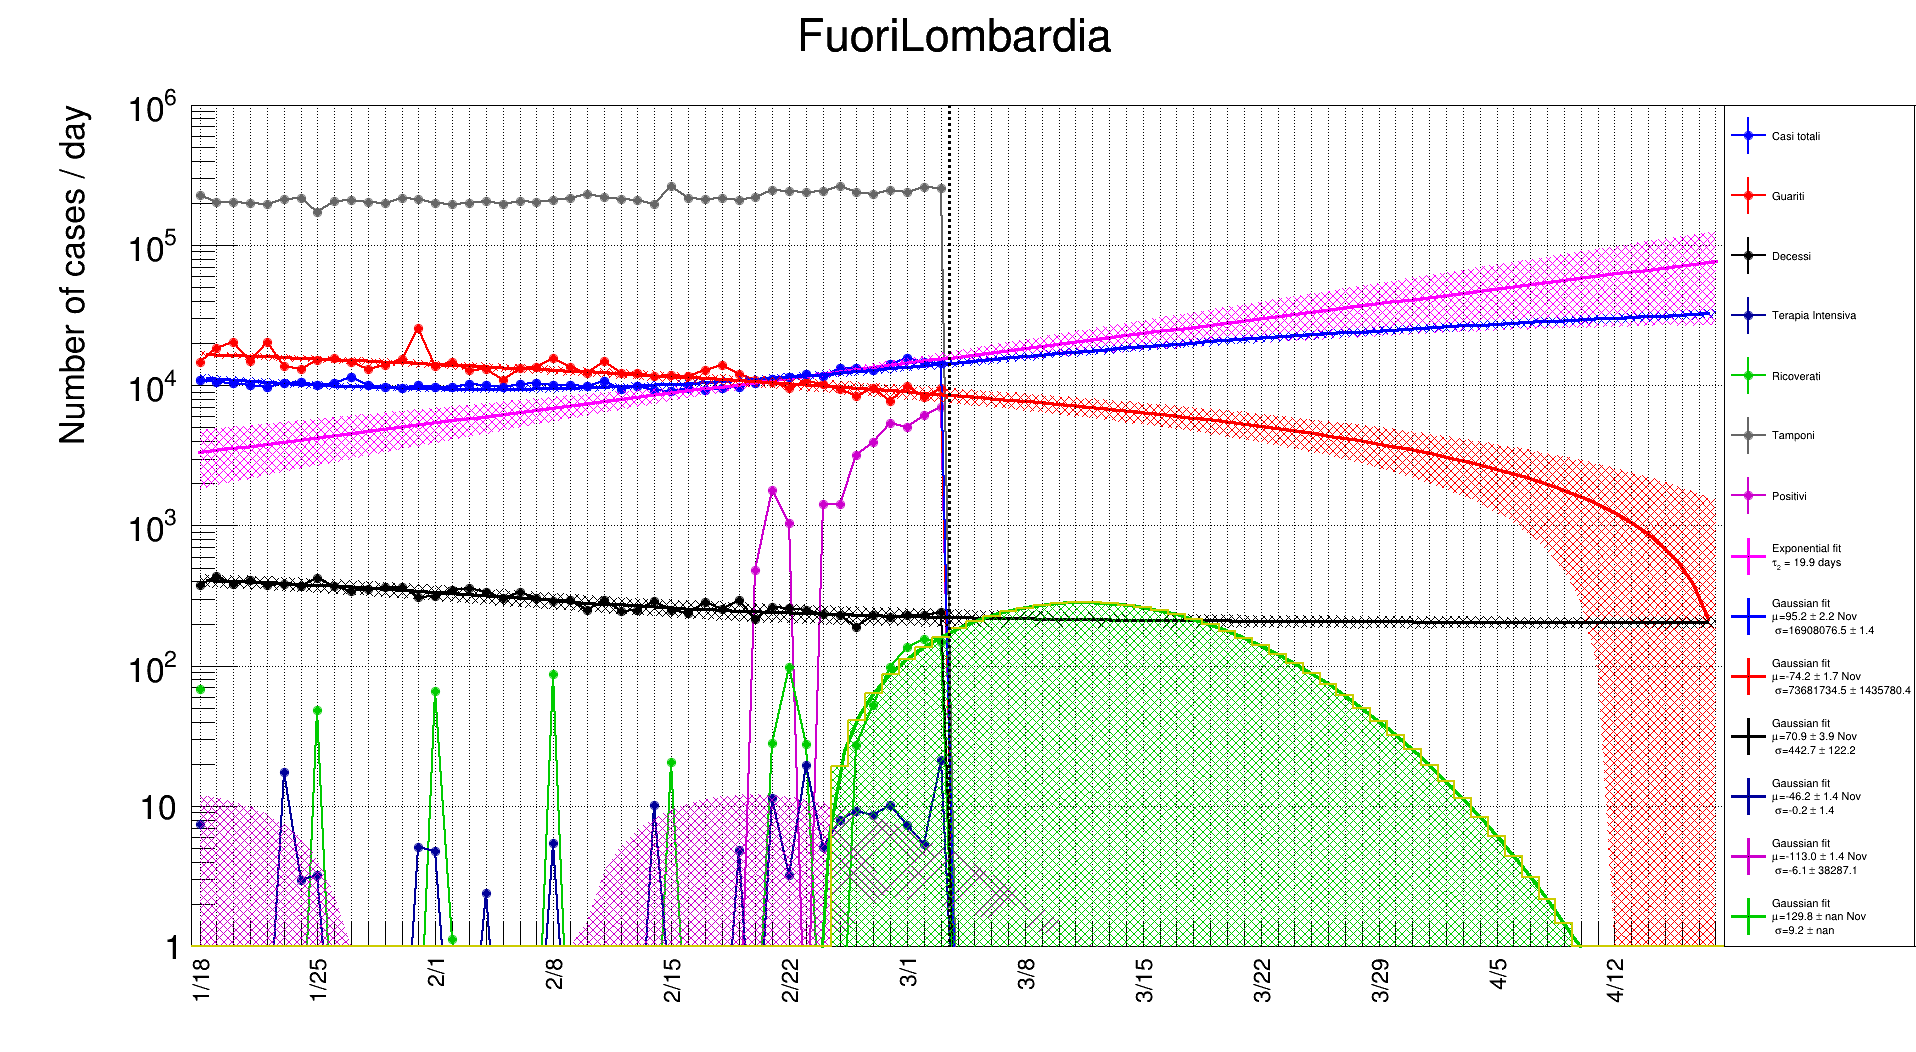 FuoriLombardia
Number of cases / day
10^6
10^5
10^4
10^3
10^2
10
1
1/18
1/25
2/1
2/8
2/15
2/22
3/1
3/8
3/15
3/22
3/29
4/5
4/12
Casi totali
Guariti
Decessi
Terapia Intensiva
Ricoverati
Tamponi
Positivi
Exponential fit
τ₂ = 19.9 days
Gaussian fit
μ=95.2 ± 2.2 Nov
σ=16908076.5 ± 1.4
Gaussian fit
μ=-74.2 ± 1.7 Nov
σ=73681734.5 ± 1435780.4
Gaussian fit
μ=70.9 ± 3.9 Nov
σ=442.7 ± 122.2
Gaussian fit
μ=-46.2 ± 1.4 Nov
σ=-0.2 ± 1.4
Gaussian fit
μ=-113.0 ± 1.4 Nov
σ=-6.1 ± 38287.1
Gaussian fit
μ=129.8 ± nan Nov
σ=9.2 ± nan